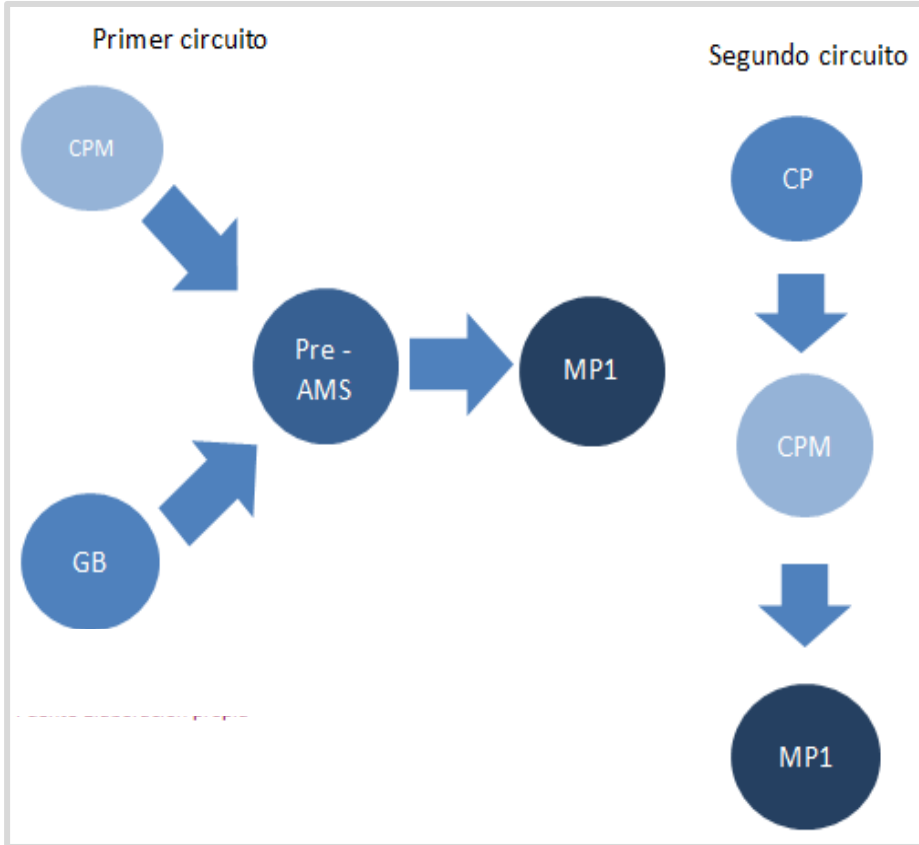 Primer circuito
Segundo circuito
CPM
CP
Pre -
AMS
MP1
CPM
GB
MP1